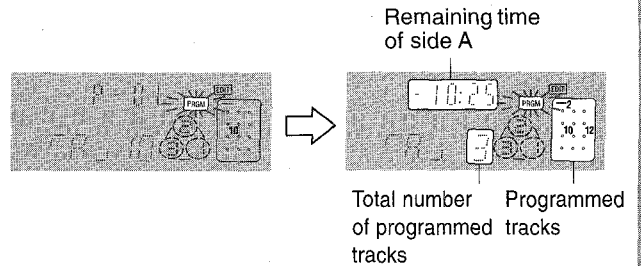 Remaining time
of side A
P-01
EDIT
PRGM
10
-10:25
EDIT
PRGM
2
10 12
3
Total number
of programmed
tracks
Programmed
tracks